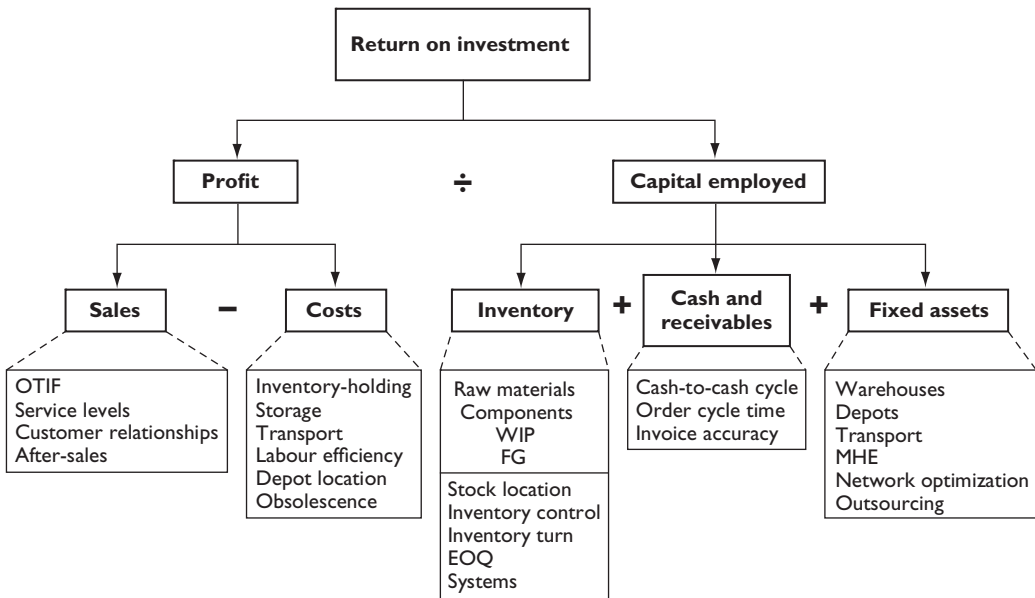 Return on investment
Profit
÷
Capital employed
Sales
–
Costs
Inventory
+
Cash and
receivables
+
Fixed assets
OTIF
Service levels
Customer relationships
After-sales
Inventory-holding
Storage
Transport
Labour efficiency
Depot location
Obsolescence
Raw materials
Components
WIP
FG
Stock location
Inventory control
Inventory turn
EOQ
Systems
Cash-to-cash cycle
Order cycle time
Invoice accuracy
Warehouses
Depots
Transport
MHE
Network optimization
Outsourcing